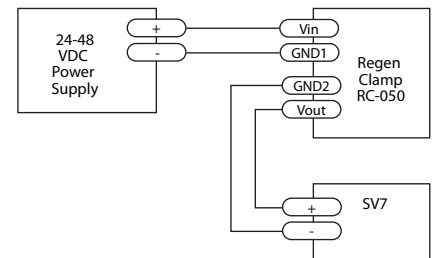 24-48
VDC
Power
Supply
+
-
Vin
GND1
GND2
Vout
Regen
Clamp
RC-050
+
-
SV7